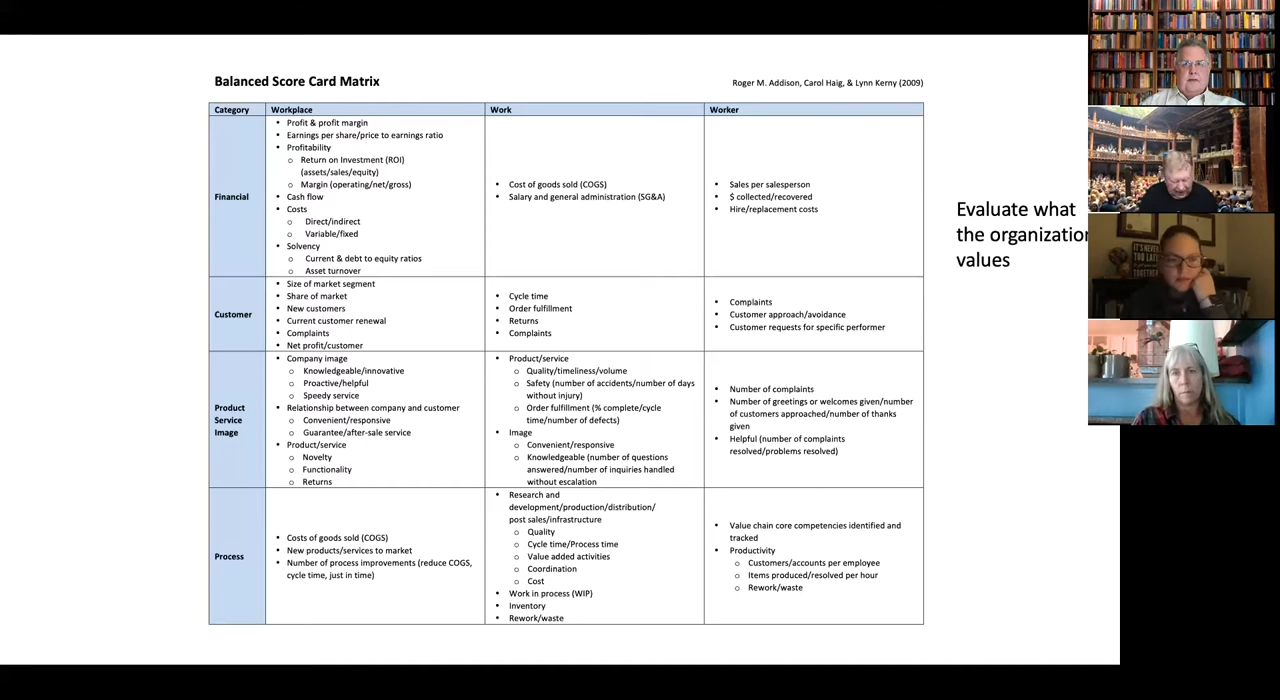 Balanced Score Card Matrix
Roger M. Addison, Carol Haig, & Lynn Kerny (2009)
Category
Workplace
Work
Worker
Financial
• Profit & profit margin
• Earnings per share/price to earnings ratio
• Profitability
o Return on Investment (ROI)
(assets/sales/equity)
o Margin (operating/net/gross)
• Cash flow
• Costs
o Direct/indirect
o Variable/fixed
• Solvency
o Current & debt to equity ratios
o Asset turnover
• Cost of goods sold (COGS)
• Salary and general administration (SG&A)
• Sales per salesperson
• $ collected/recovered
• Hire/replacement costs
Customer
• Size of market segment
• Share of market
• New customers
• Current customer renewal
• Complaints
• Net profit/customer
• Cycle time
• Order fulfillment
• Returns
• Complaints
• Complaints
• Customer approach/avoidance
• Customer requests for specific performer
Product
Service
Image
• Company image
o Knowledgeable/innovative
o Proactive/helpful
o Speedy service
• Relationship between company and customer
o Convenient/responsive
o Guarantee/after-sale service
• Product/service
o Novelty
o Functionality
o Returns
• Product/service
o Quality/timeliness/volume
o Safety (number of accidents/number of days
without injury)
o Order fulfillment (% complete/cycle
time/number of defects)
• Image
o Convenient/responsive
o Knowledgeable (number of questions
answered/number of inquiries handled
without escalation
• Number of complaints
• Number of greetings or welcomes given/number
of customers approached/number of thanks
given
• Helpful (number of complaints
resolved/problems resolved)
Process
• Costs of goods sold (COGS)
• New products/services to market
• Number of process improvements (reduce COGS,
cycle time, just in time)
• Research and
development/production/distribution/
post sales/infrastructure
o Quality
o Cycle time/Process time
o Value added activities
o Coordination
o Cost
• Work in process (WIP)
• Inventory
• Rework/waste
• Value chain core competencies identified and
tracked
• Productivity
o Customers/accounts per employee
o Items produced/resolved per hour
o Rework/waste
Evaluate what
the organization
values
IT'S NEVER
TOO LATE
TOGETHER